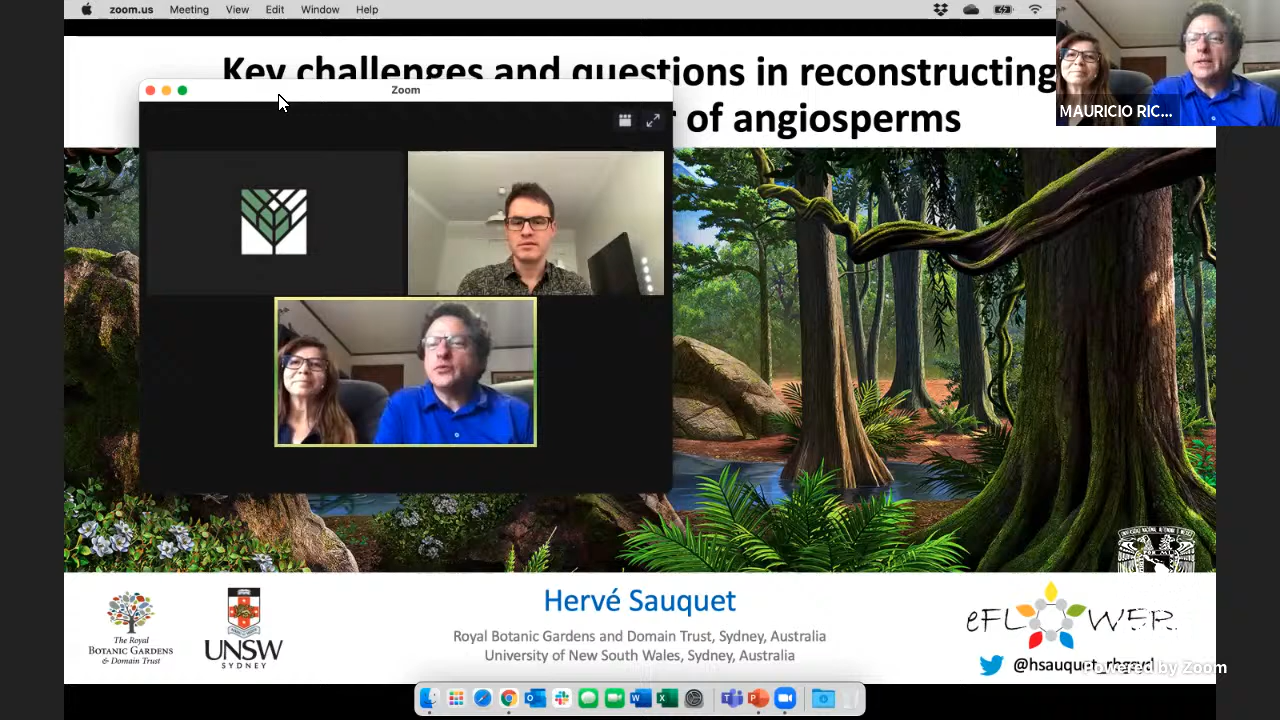 zoom.us Meeting View Edit Window Help
Key challenges and questions in reconstructing
Zoom
of angiosperms
MAURICIO RIC...
Hervé Sauquet
Royal Botanic Gardens and Domain Trust, Sydney, Australia
University of New South Wales, Sydney, Australia
The Royal
BOTANIC GARDENS
& Domain Trust
UNSW
SYDNEY
eFLOWER
@hsauquet_rbgsyd
Powered by Zoom